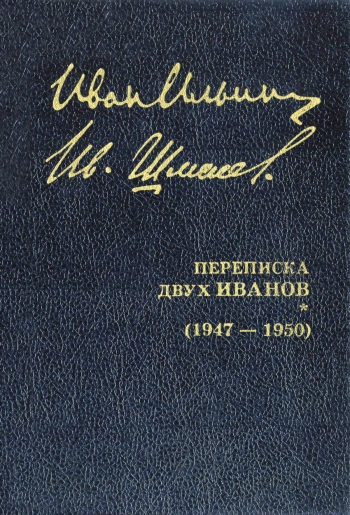 Иван Ильин
Ив. Шмелев.
ПЕРЕПИСКА
ДВУХ ИВАНОВ
*
(1947 — 1950)